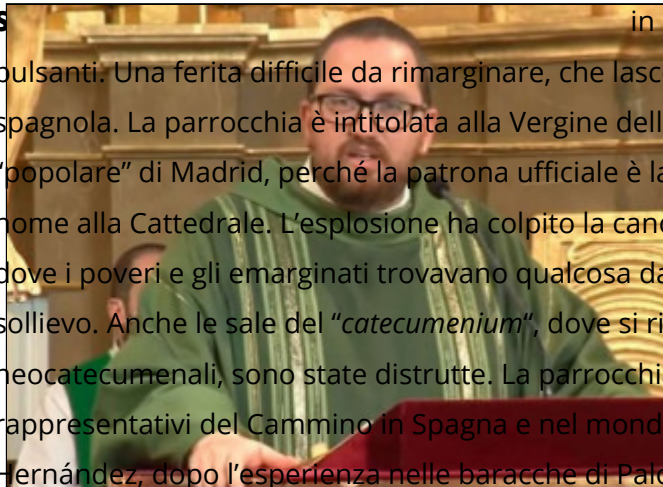 in
pulsanti. Una ferita difficile da rimarginare, che lasc
spagnola. La parrocchia è intitolata alla Vergine dell
“popolare” di Madrid, perché la patrona ufficiale è la
nome alla Cattedrale. L’esplosione ha colpito la cano
dove i poveri e gli emarginati trovavano qualcosa da
sollievo. Anche le sale del “catecumenium“, dove si ri
neocatecumenali, sono state distrutte. La parrocchi
rappresentativi del Cammino in Spagna e nel mond
Hernández, dopo l’esperienza nelle baracche di Palo